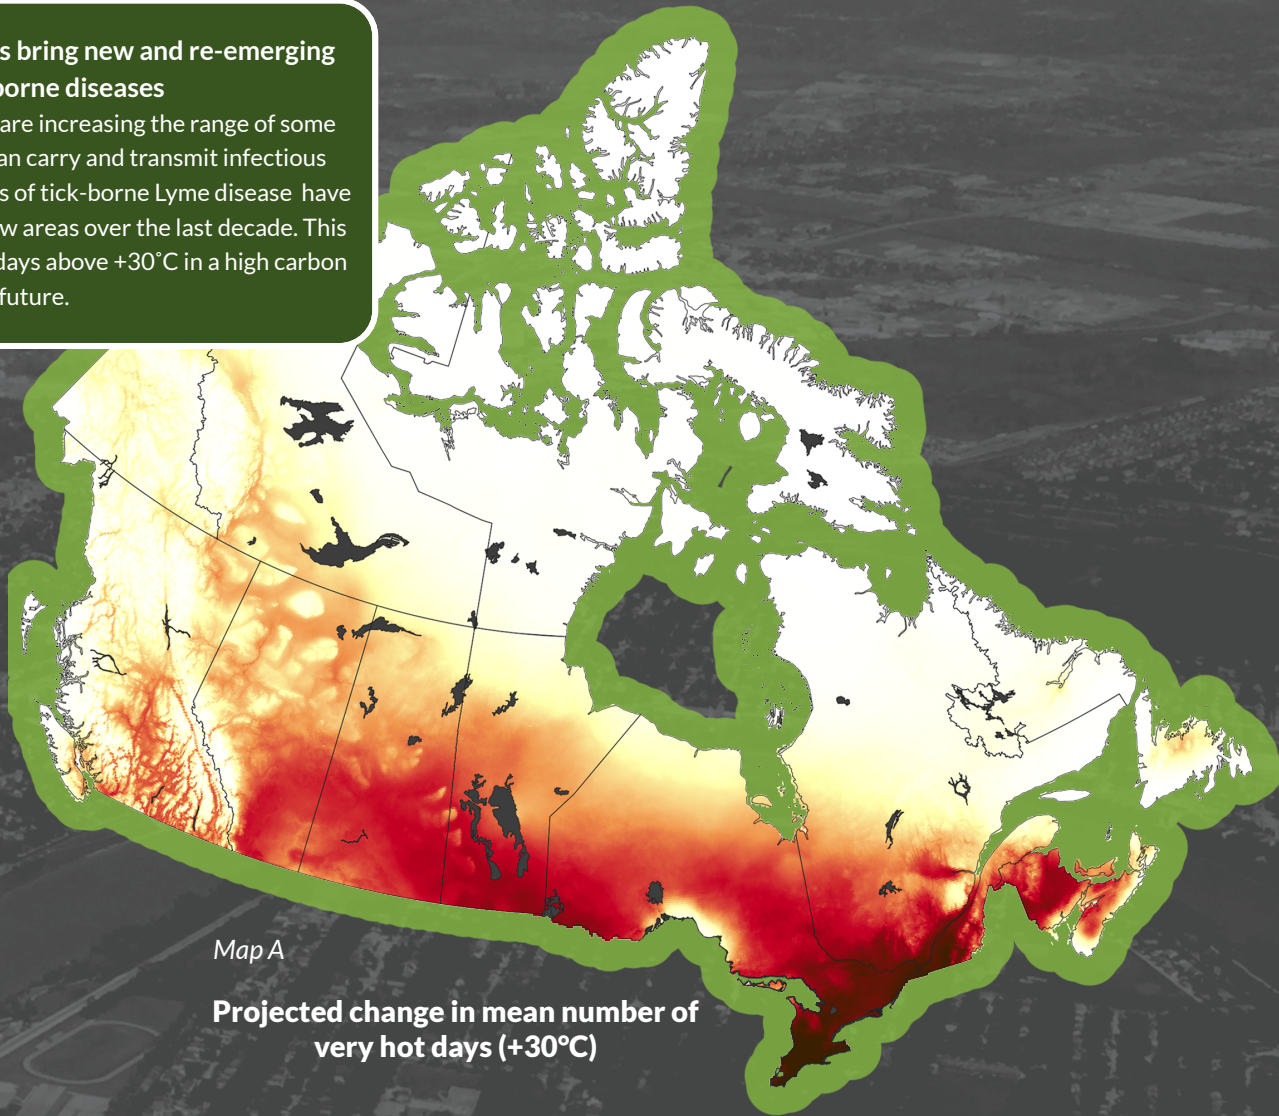 s bring new and re-emerging
borne diseases
are increasing the range of some
an carry and transmit infectious
s of tick-borne Lyme disease have
w areas over the last decade. This
days above +30˚C in a high carbon
future.
Map A
Projected change in mean number of
very hot days (+30°C)